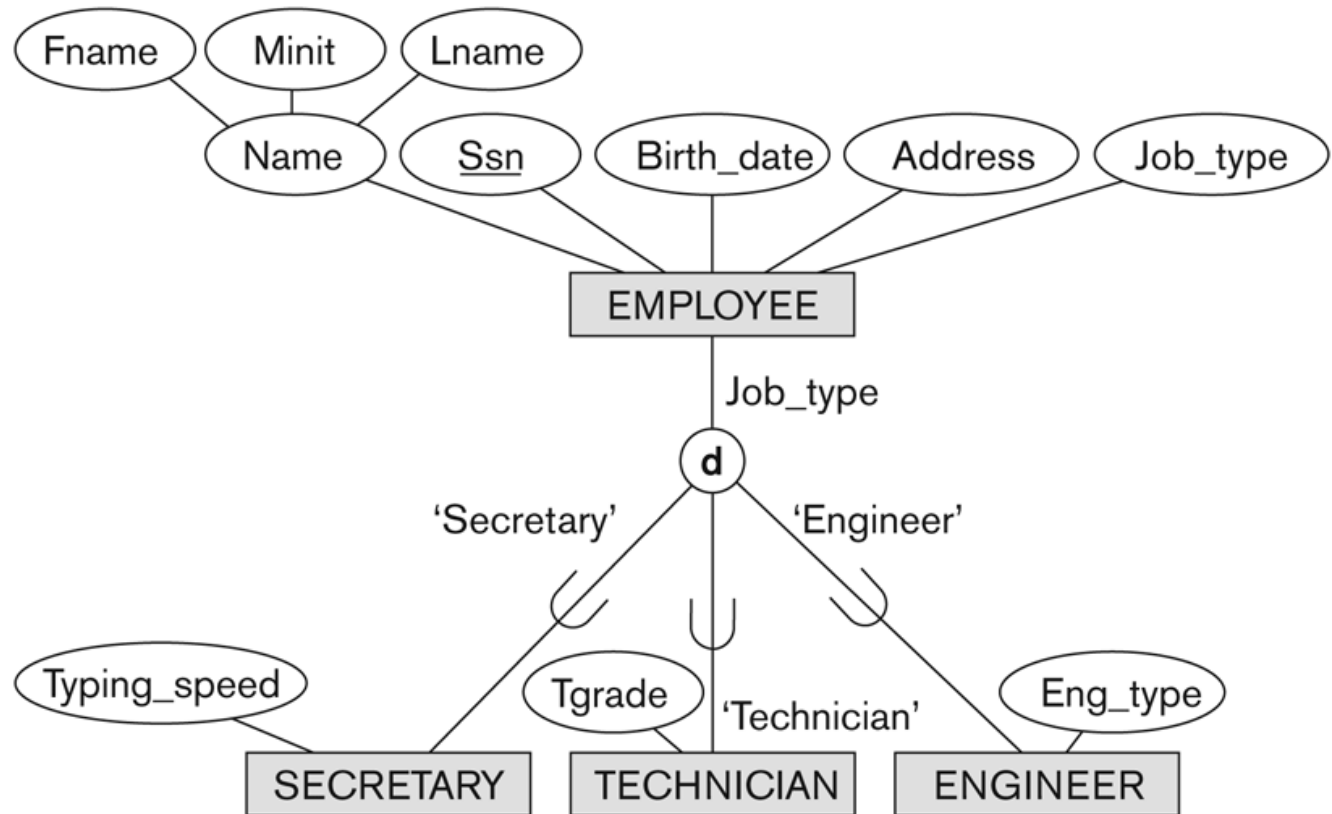 Fname
Minit
Lname
Name
Ssn
Birth_date
Address
Job_type
EMPLOYEE
Job_type
d
‘Secretary’
‘Engineer’
Typing_speed
Tgrade
‘Technician’
Eng_type
SECRETARY
TECHNICIAN
ENGINEER